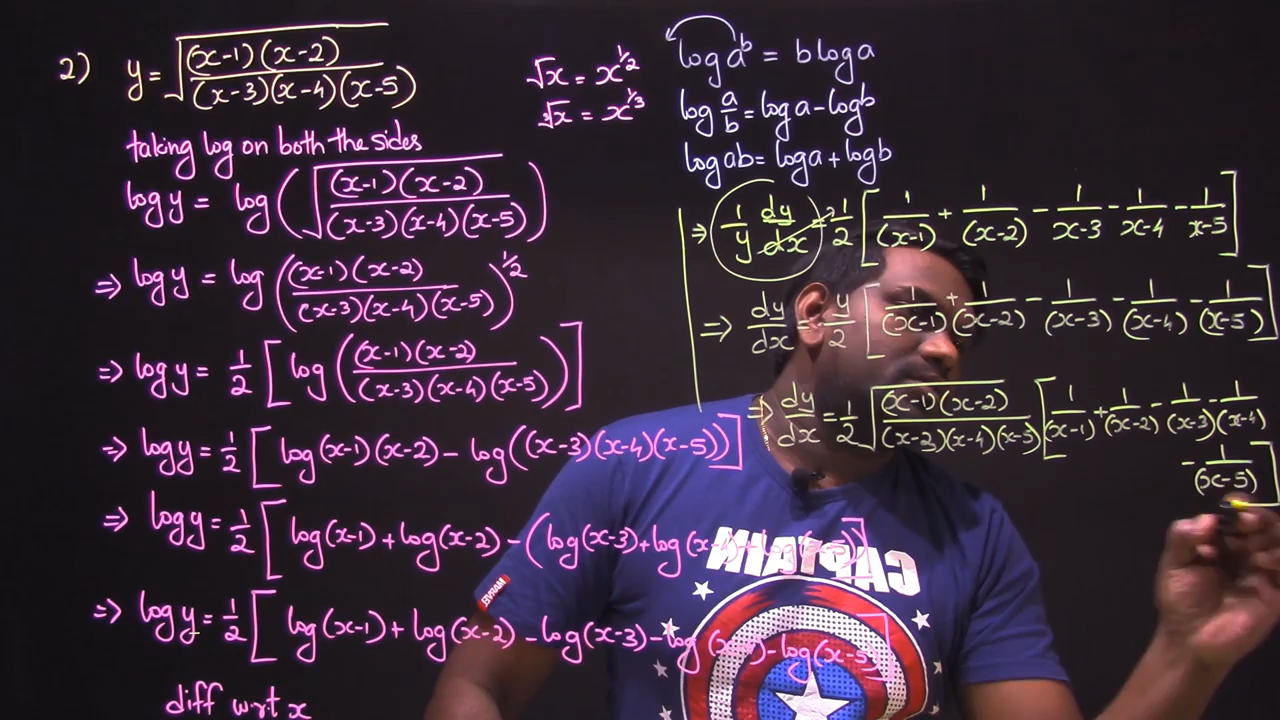 2) y = √((x-1)(x-2)/(x-3)(x-4)(x-5))
taking log on both the sides
log y = log(√((x-1)(x-2)/(x-3)(x-4)(x-5)))
⇒ log y = log((x-1)(x-2)/(x-3)(x-4)(x-5))^1/2
⇒ log y = 1/2 [log((x-1)(x-2)/(x-3)(x-4)(x-5))]
⇒ log y = 1/2 [log(x-1)(x-2) - log((x-3)(x-4)(x-5))]
⇒ log y = 1/2 [log(x-1) + log(x-2) - (log(x-3) + log(x-4) + log(x-5))]
⇒ log y = 1/2 [log(x-1) + log(x-2) - log(x-3) - log(x-4) - log(x-5)]
diff w.r.t x
√x = x^1/2
∛x = x^1/3
log a^b = b log a
log a/b = log a - log b
log ab = log a + log b
⇒ 1/y dy/dx = 1/2 [1/(x-1) + 1/(x-2) - 1/x-3 - 1/x-4 - 1/x-5]
⇒ dy/dx = y/2 [1/(x-1) + 1/(x-2) - 1/(x-3) - 1/(x-4) - 1/(x-5)]
⇒ dy/dx = 1/2 √((x-1)(x-2)/(x-3)(x-4)(x-5)) [1/(x-1) + 1/(x-2) - 1/(x-3) - 1/(x-4)
- 1/(x-5)]
CAPTAIN
MARVEL